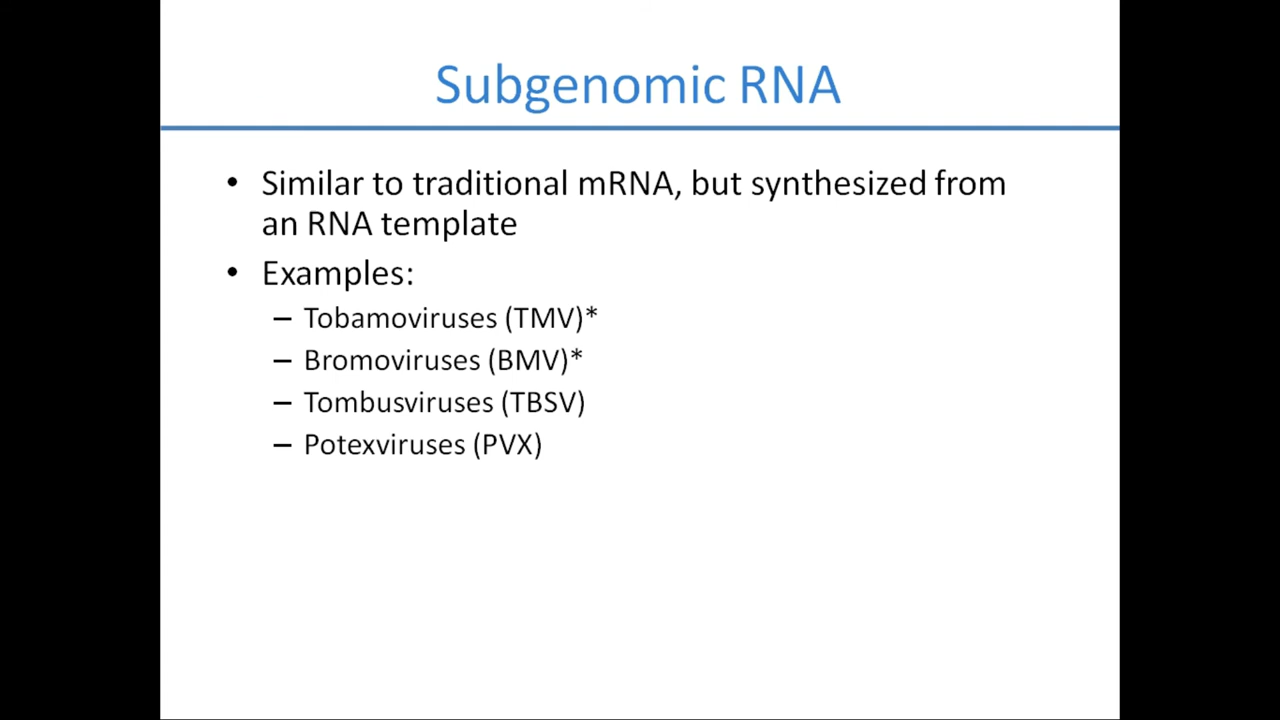 Subgenomic RNA
• Similar to traditional mRNA, but synthesized from
an RNA template
• Examples:
– Tobamoviruses (TMV)*
– Bromoviruses (BMV)*
– Tombusviruses (TBSV)
– Potexviruses (PVX)